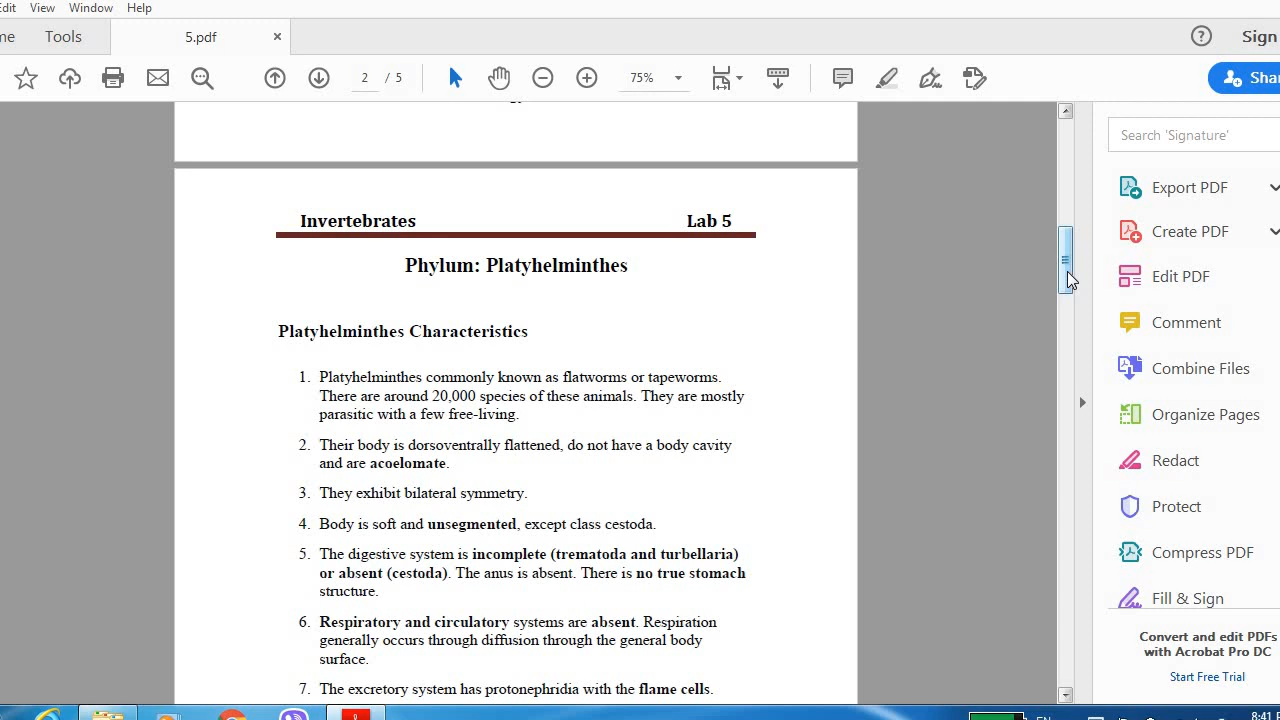 Edit View Window Help
me Tools 5.pdf Sign
2 / 5 75% Shar
Search 'Signature'
Invertebrates Lab 5
Phylum: Platyhelminthes
Platyhelminthes Characteristics
1. Platyhelminthes commonly known as flatworms or tapeworms.
There are around 20,000 species of these animals. They are mostly
parasitic with a few free-living.
2. Their body is dorsoventrally flattened, do not have a body cavity
and are acoelomate.
3. They exhibit bilateral symmetry.
4. Body is soft and unsegmented, except class cestoda.
5. The digestive system is incomplete (trematoda and turbellaria)
or absent (cestoda). The anus is absent. There is no true stomach
structure.
6. Respiratory and circulatory systems are absent. Respiration
generally occurs through diffusion through the general body
surface.
7. The excretory system has protonephridia with the flame cells.
Export PDF
Create PDF
Edit PDF
Comment
Combine Files
Organize Pages
Redact
Protect
Compress PDF
Fill & Sign
Convert and edit PDFs
with Acrobat Pro DC
Start Free Trial
EN 8:41 P